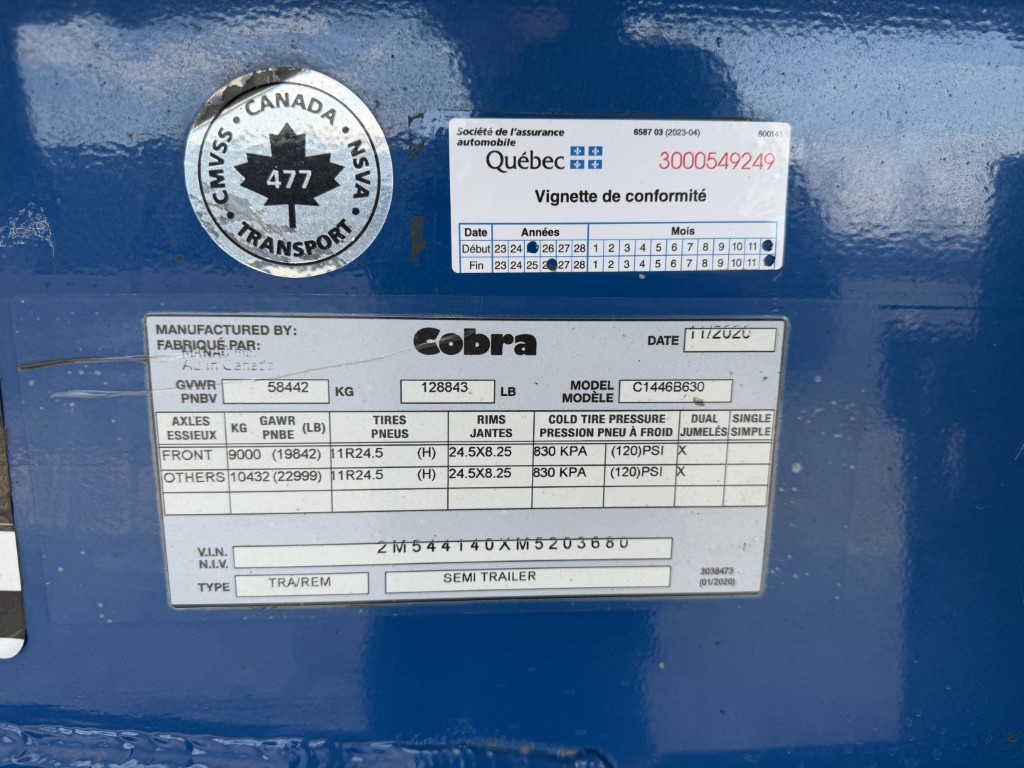 CMVSS • CANADA • NSVA • TRANSPORT •
477
Société de l'assurance
automobile
Québec
6587 03 (2023-04)
3000549249
Vignette de conformité
Date Années Mois
Début 23 24 26 27 28 1 2 3 4 5 6 7 8 9 10 11
Fin 23 24 25 27 28 1 2 3 4 5 6 7 8 9 10 11
MANUFACTURED BY:
FABRIQUÉ PAR:
Cobra
DATE 11/2020
GVWR
PNBV
58442 KG
128843 LB
MODEL
MODÈLE
C1446B630
AXLES
ESSIEUX
KG GAWR
PNBE (LB)
TIRES
PNEUS
RIMS
JANTES
COLD TIRE PRESSURE
PRESSION PNEU À FROID
DUAL
JUMELÉS
SINGLE
SIMPLE
FRONT 9000 (19842) 11R24.5 (H) 24.5X8.25 830 KPA (120)PSI X
OTHERS 10432 (22999) 11R24.5 (H) 24.5X8.25 830 KPA (120)PSI X
V.I.N.
N.I.V.
2M544140XM5203680
TYPE TRA/REM SEMI TRAILER
3038473
(01/2020)